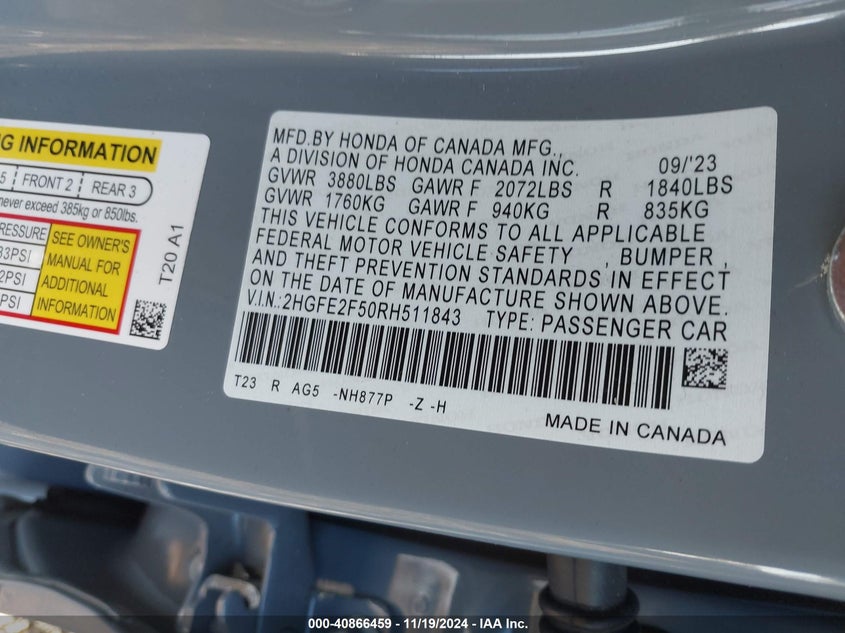 NG INFORMATION
5 FRONT 2 REAR 3
never exceed 385kg or 850lbs.
PRESSURE
33PSI
2PSI
PSI
SEE OWNER'S
MANUAL FOR
ADDITIONAL
INFORMATION
T20 A1
MFD.BY HONDA OF CANADA MFG.,
A DIVISION OF HONDA CANADA INC. 09/'23
GVWR 3880LBS GAWR F 2072LBS R 1840LBS
GVWR 1760KG GAWR F 940KG R 835KG
THIS VEHICLE CONFORMS TO ALL APPLICABLE
FEDERAL MOTOR VEHICLE SAFETY , BUMPER ,
AND THEFT PREVENTION STANDARDS IN EFFECT
ON THE DATE OF MANUFACTURE SHOWN ABOVE.
V.I.N.:2HGFE2F50RH511843 TYPE: PASSENGER CAR
T23 R AG5 -NH877P -Z -H
MADE IN CANADA
000-40866459 - 11/19/2024 - IAA Inc.